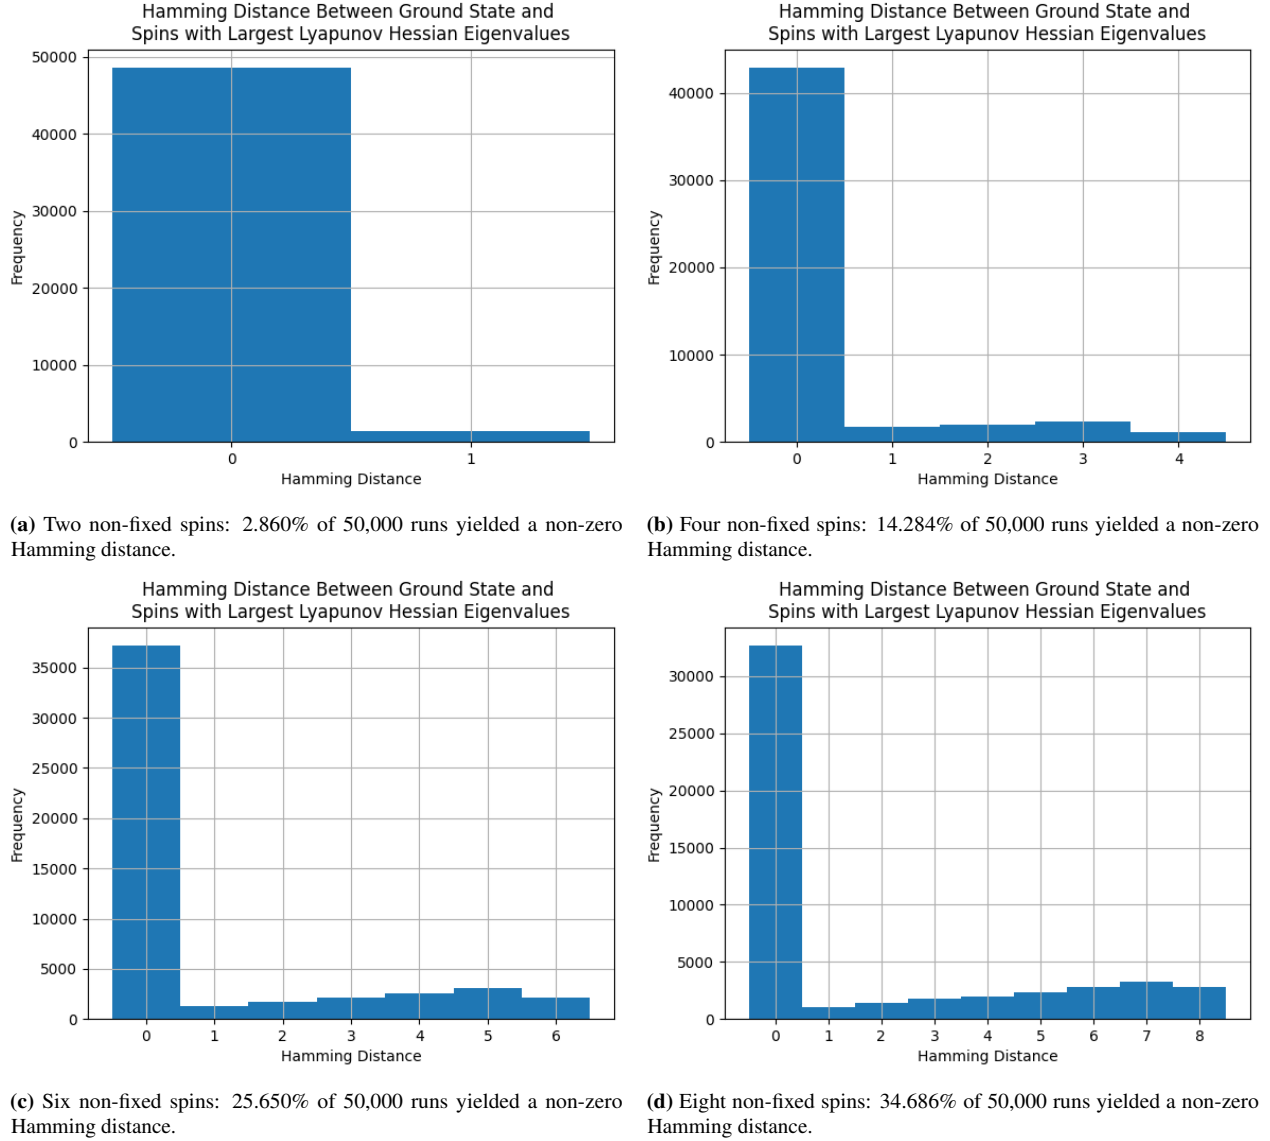 Hamming Distance Between Ground State and
Spins with Largest Lyapunov Hessian Eigenvalues
50000
40000
30000
20000
10000
0
Frequency
0 1
Hamming Distance
(a) Two non-fixed spins: 2.860% of 50,000 runs yielded a non-zero
Hamming distance.
Hamming Distance Between Ground State and
Spins with Largest Lyapunov Hessian Eigenvalues
40000
30000
20000
10000
0
Frequency
0 1 2 3 4
Hamming Distance
(b) Four non-fixed spins: 14.284% of 50,000 runs yielded a non-zero
Hamming distance.
Hamming Distance Between Ground State and
Spins with Largest Lyapunov Hessian Eigenvalues
35000
30000
25000
20000
15000
10000
5000
0
Frequency
0 1 2 3 4 5 6
Hamming Distance
(c) Six non-fixed spins: 25.650% of 50,000 runs yielded a non-zero
Hamming distance.
Hamming Distance Between Ground State and
Spins with Largest Lyapunov Hessian Eigenvalues
30000
25000
20000
15000
10000
5000
0
Frequency
0 1 2 3 4 5 6 7 8
Hamming Distance
(d) Eight non-fixed spins: 34.686% of 50,000 runs yielded a non-zero
Hamming distance.